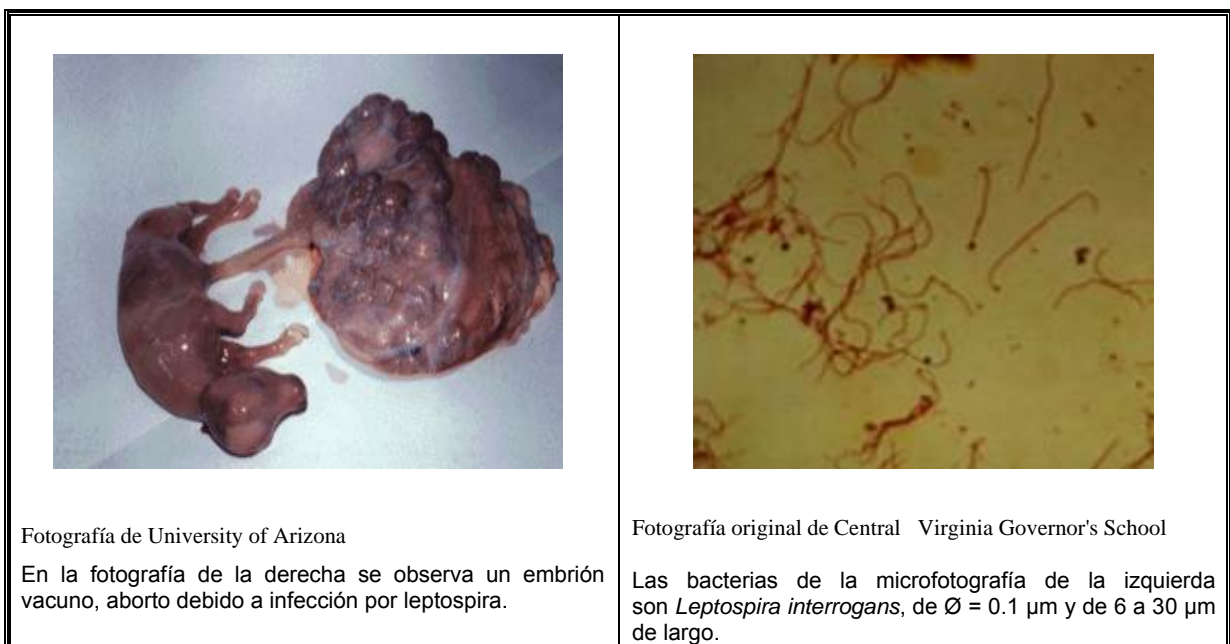 Fotografía de University of Arizona
En la fotografía de la derecha se observa un embrión
vacuno, aborto debido a infección por leptospira.
Fotografía original de Central Virginia Governor's School
Las bacterias de la microfotografía de la izquierda
son Leptospira interrogans, de Ø = 0.1 µm y de 6 a 30 µm
de largo.